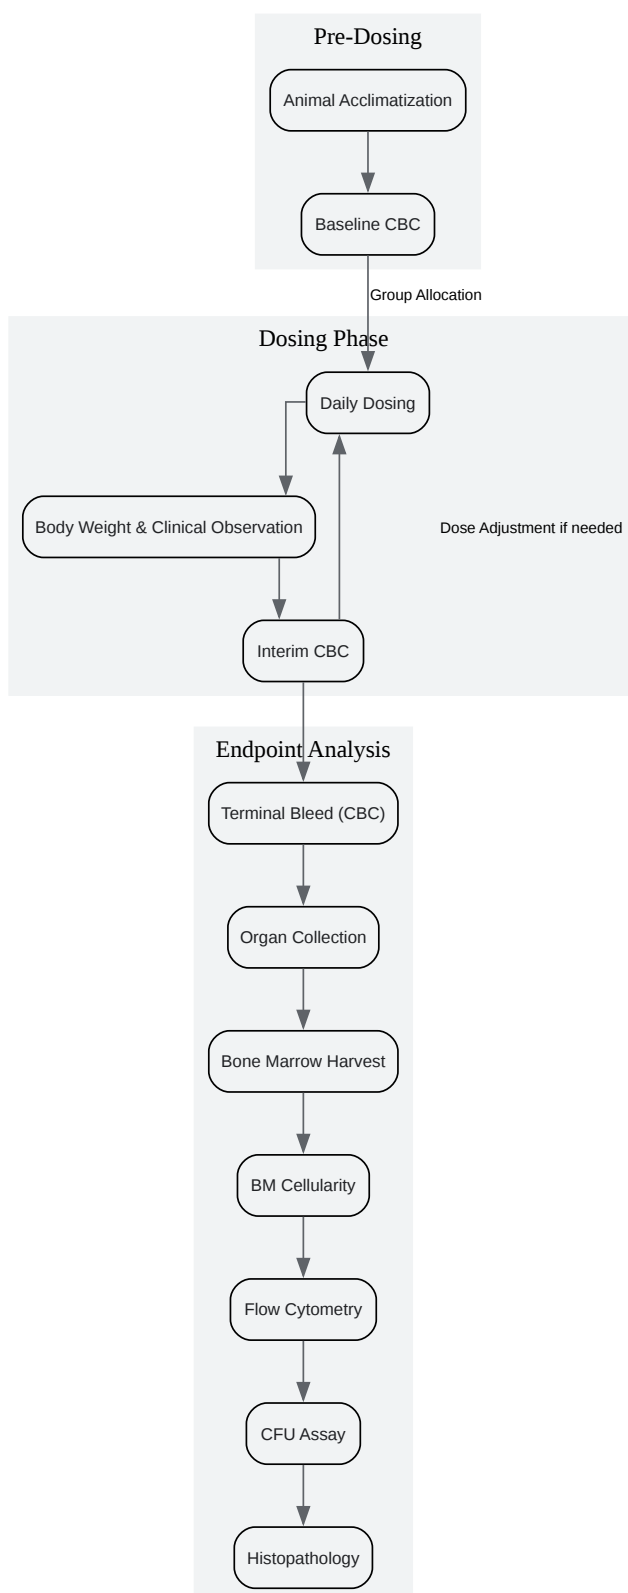 Pre-Dosing
Animal Acclimatization
Baseline CBC
Group Allocation
Dosing Phase
Daily Dosing
Body Weight & Clinical Observation
Dose Adjustment if needed
Interim CBC
Endpoint Analysis
Terminal Bleed (CBC)
Organ Collection
Bone Marrow Harvest
BM Cellularity
Flow Cytometry
CFU Assay
Histopathology